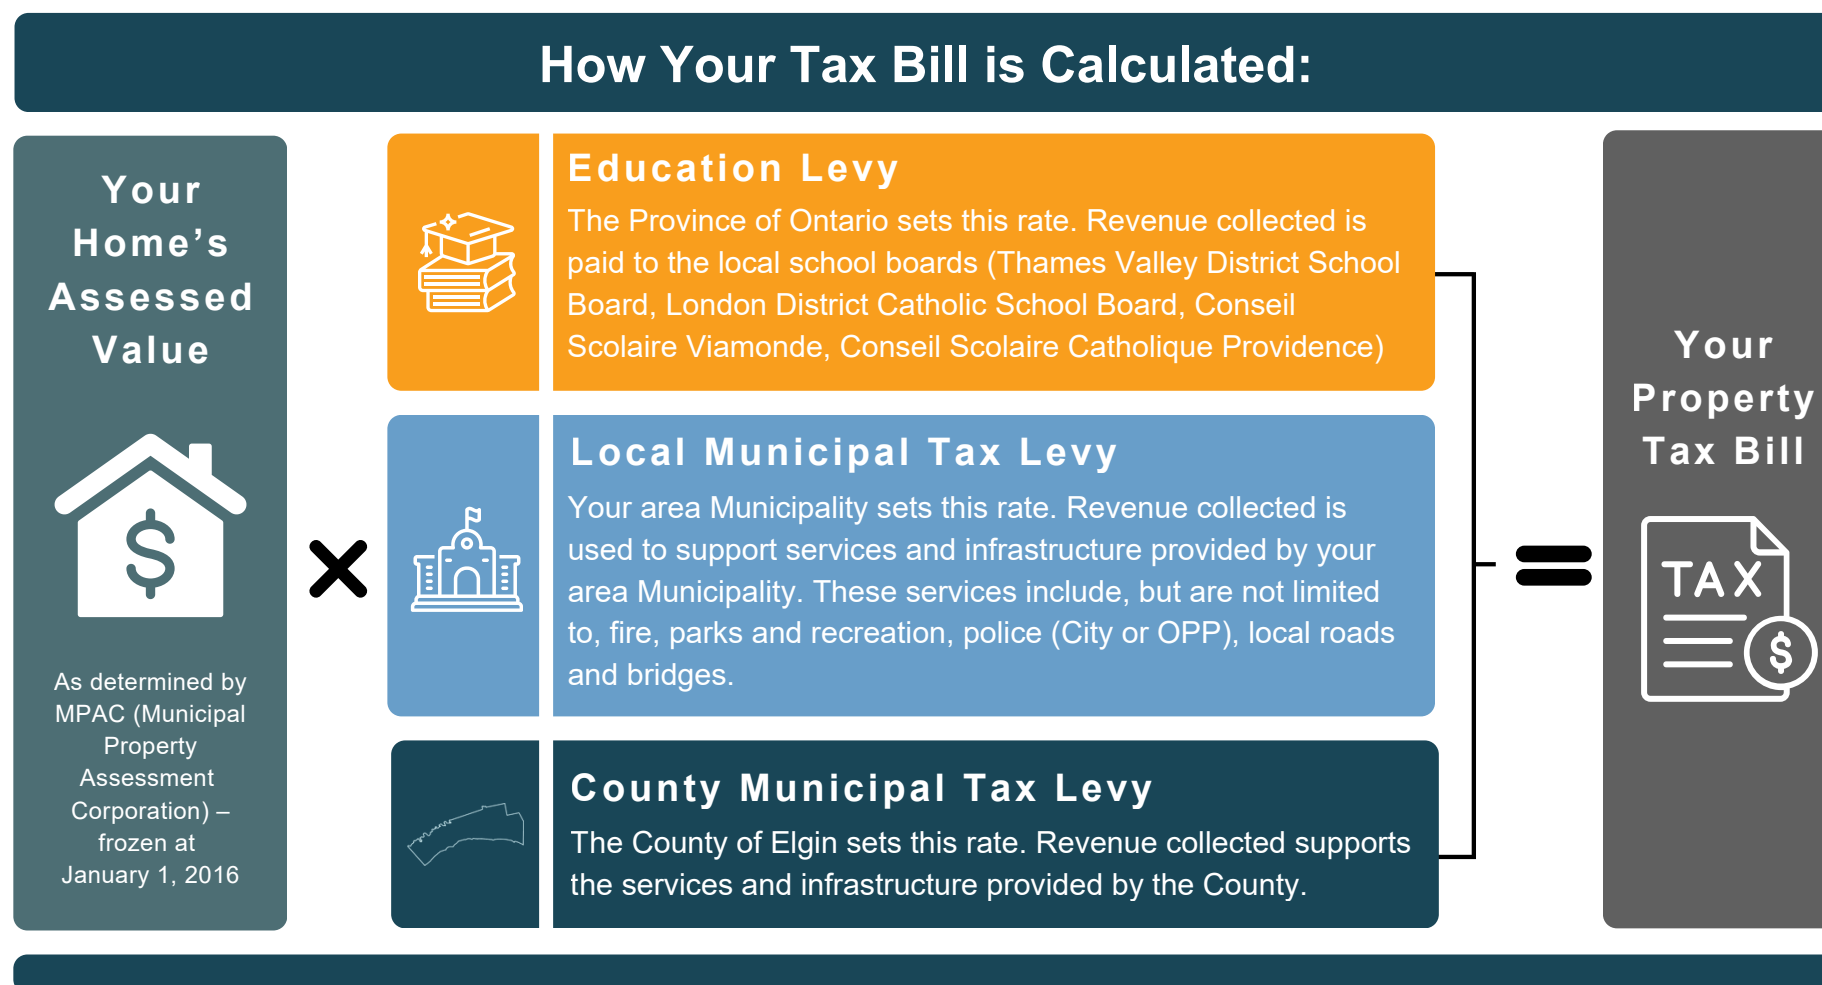 How Your Tax Bill is Calculated:
Your
Home’s
Assessed
Value
$
As determined by
MPAC (Municipal
Property
Assessment
Corporation) –
frozen at
January 1, 2016
Education Levy
The Province of Ontario sets this rate. Revenue collected is
paid to the local school boards (Thames Valley District School
Board, London District Catholic School Board, Conseil
Scolaire Viamonde, Conseil Scolaire Catholique Providence)
Local Municipal Tax Levy
Your area Municipality sets this rate. Revenue collected is
used to support services and infrastructure provided by your
area Municipality. These services include, but are not limited
to, fire, parks and recreation, police (City or OPP), local roads
and bridges.
County Municipal Tax Levy
The County of Elgin sets this rate. Revenue collected supports
the services and infrastructure provided by the County.
Your
Property
Tax Bill
TAX
$